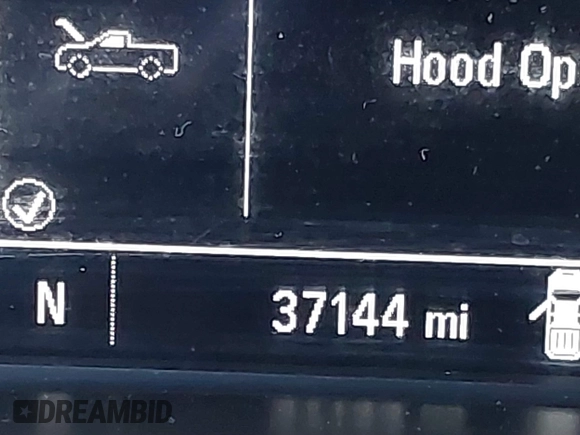 Hood Op
N
37144 mi
DREAMBID